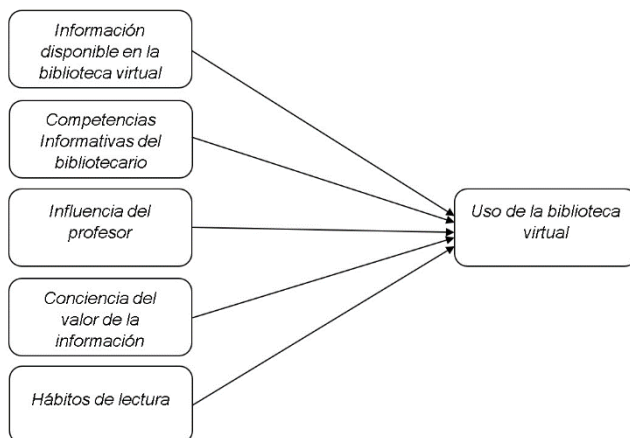 Información
disponible en la
biblioteca virtual
Competencias
Informativas del
bibliotecario
Influencia del
profesor
Conciencia del
valor de la
información
Hábitos de lectura
Uso de la biblioteca
virtual